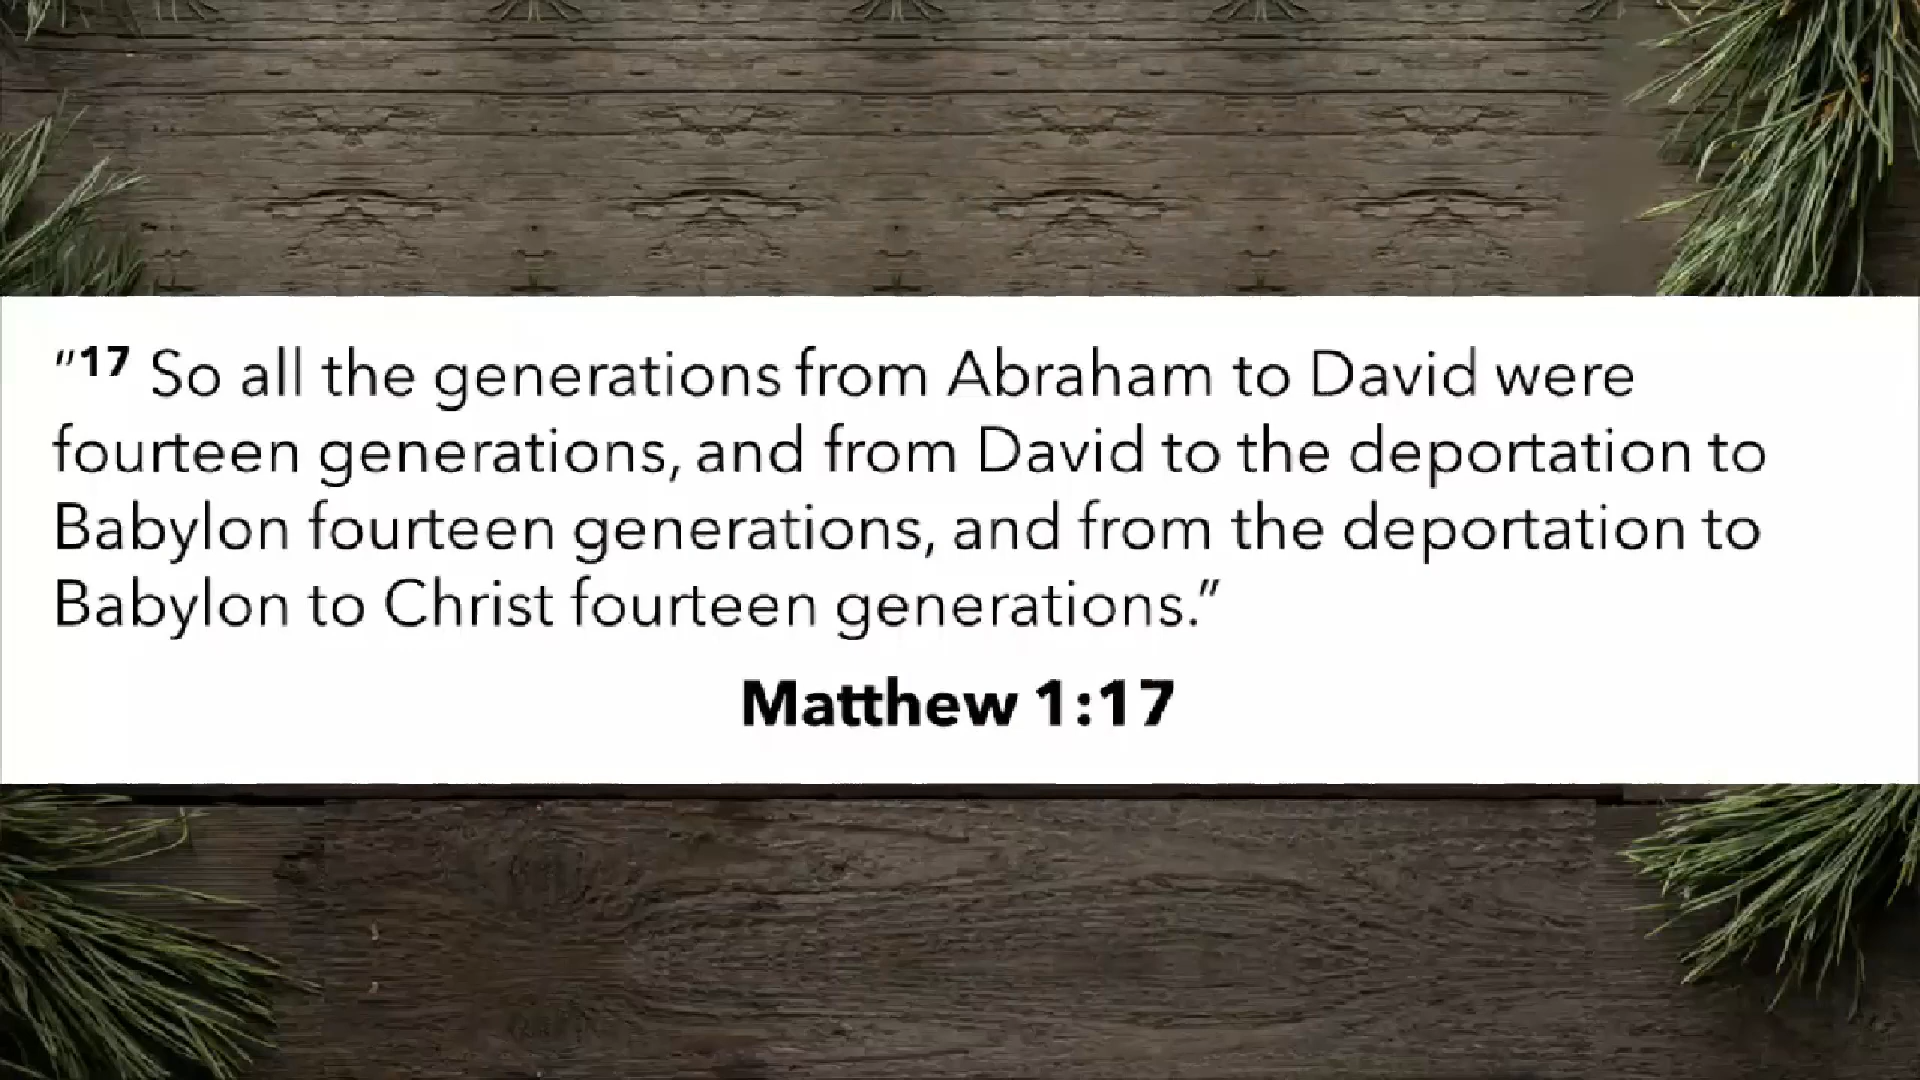 "17 So all the generations from Abraham to David were
fourteen generations, and from David to the deportation to
Babylon fourteen generations, and from the deportation to
Babylon to Christ fourteen generations."
Matthew 1:17